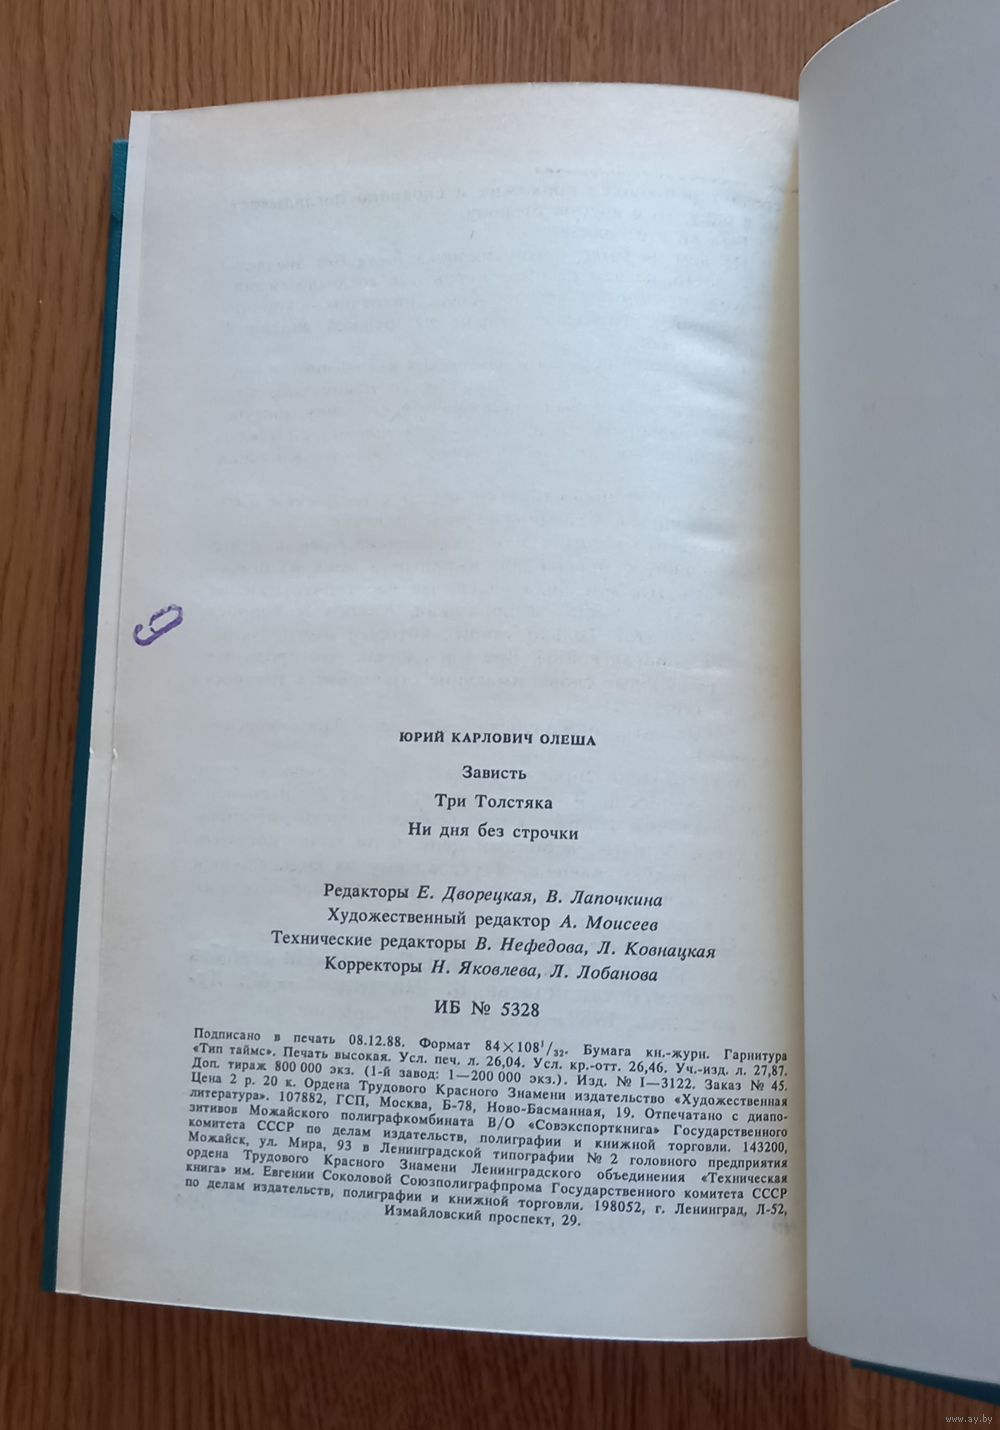 ЮРИЙ КАРЛОВИЧ ОЛЕША
Зависть
Три Толстяка
Ни дня без строчки
Редакторы Е. Дворецкая, В. Лапочкина
Художественный редактор А. Моисеев
Технические редакторы В. Нефедова, Л. Ковнацкая
Корректоры Н. Яковлева, Л. Лобанова
ИБ № 5328
Подписано в печать 08.12.88. Формат 84×108¹/₃₂. Бумага кн.-журн. Гарнитура
«Тип таймс». Печать высокая. Усл. печ. л. 26,04. Усл. кр.-отт. 26,46. Уч.-изд. л. 27,87.
Доп. тираж 800 000 экз. (1-й завод: 1—200 000 экз.). Изд. № I—3122. Заказ № 45.
Цена 2 р. 20 к. Ордена Трудового Красного Знамени издательство «Художественная
литература». 107882, ГСП, Москва, Б-78, Ново-Басманная, 19. Отпечатано с диапо-
зитивов Можайского полиграфкомбината В/О «Совэкспорткнига» Государственного
комитета СССР по делам издательств, полиграфии и книжной торговли. 143200,
Можайск, ул. Мира, 93 в Ленинградской типографии № 2 головного предприятия
ордена Трудового Красного Знамени Ленинградского объединения «Техническая
книга» им. Евгении Соколовой Союзполиграфпрома Государственного комитета СССР
по делам издательств, полиграфии и книжной торговли. 198052, г. Ленинград, Л-52,
Измайловский проспект, 29.
www.ay.by